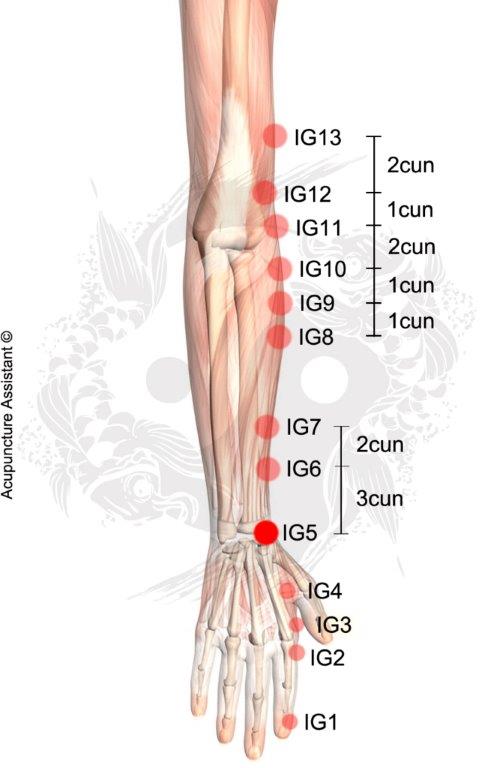 IG13
2cun
IG12
1cun
IG11
2cun
IG10
1cun
IG9
1cun
IG8
IG7
2cun
IG6
3cun
IG5
IG4
IG3
IG2
IG1
Acupuncture Assistant ©